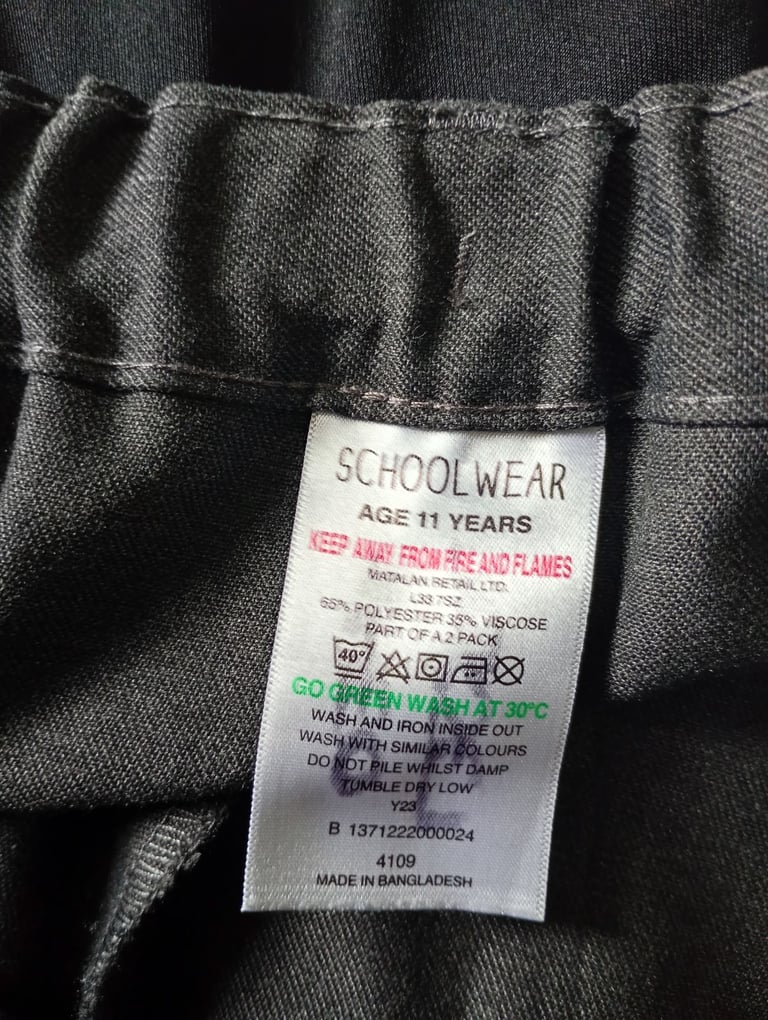 SCHOOLWEAR
AGE 11 YEARS
KEEP AWAY FROM FIRE AND FLAMES
MATALAN RETAIL LTD.
L33 7SZ
65% POLYESTER 35% VISCOSE
PART OF A 2 PACK
40°
GO GREEN WASH AT 30°C
WASH AND IRON INSIDE OUT
WASH WITH SIMILAR COLOURS
DO NOT PILE WHILST DAMP
TUMBLE DRY LOW
Y23
B 1371222000024
4109
MADE IN BANGLADESH